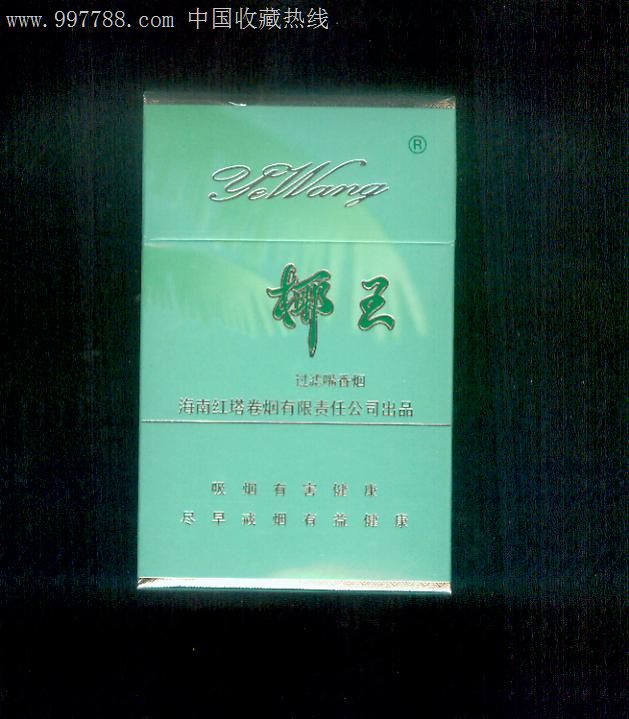 www.997788.com 中国收藏热线
®
YeWang
椰王
过滤嘴香烟
海南红塔卷烟有限责任公司出品
吸烟有害健康
尽早戒烟有益健康